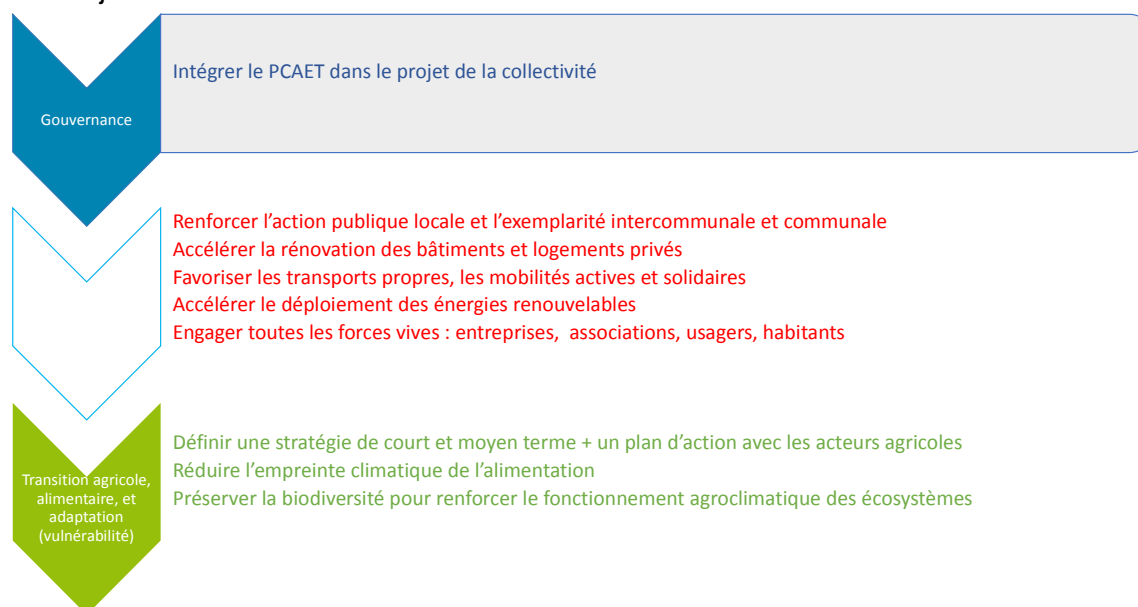 Intégrer le PCAET dans le projet de la collectivité
Gouvernance
Renforcer l’action publique locale et l’exemplarité intercommunale et communale
Accélérer la rénovation des bâtiments et logements privés
Favoriser les transports propres, les mobilités actives et solidaires
Accélérer le déploiement des énergies renouvelables
Engager toutes les forces vives : entreprises, associations, usagers, habitants
Transition agricole,
alimentaire, et
adaptation
(vulnérabilité)
Définir une stratégie de court et moyen terme + un plan d’action avec les acteurs agricoles
Réduire l’empreinte climatique de l’alimentation
Préserver la biodiversité pour renforcer le fonctionnement agroclimatique des écosystèmes